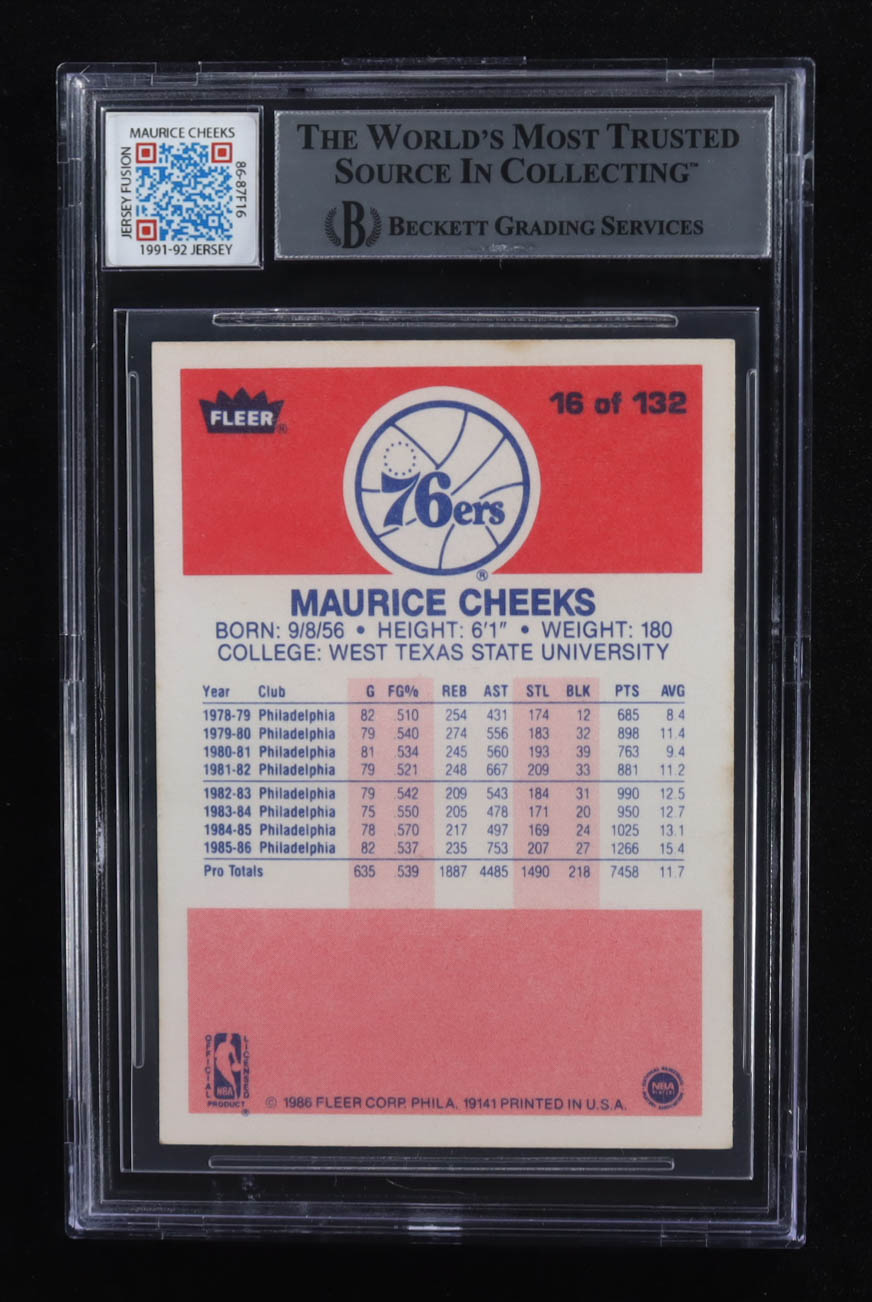 MAURICE CHEEKS
JERSEY FUSION
86-87F16
1991-92 JERSEY
THE WORLD'S MOST TRUSTED
SOURCE IN COLLECTING™
B BECKETT GRADING SERVICES
FLEER®
16 of 132
76ers
®
MAURICE CHEEKS
BORN: 9/8/56 • HEIGHT: 6'1" • WEIGHT: 180
COLLEGE: WEST TEXAS STATE UNIVERSITY
Year Club G FG% REB AST STL BLK PTS AVG
1978-79 Philadelphia 82 .510 254 431 174 12 685 8.4
1979-80 Philadelphia 79 .540 274 556 183 32 898 11.4
1980-81 Philadelphia 81 .534 245 560 193 39 763 9.4
1981-82 Philadelphia 79 .521 248 667 209 33 881 11.2
1982-83 Philadelphia 79 .542 209 543 184 31 990 12.5
1983-84 Philadelphia 75 .550 205 478 171 20 950 12.7
1984-85 Philadelphia 78 .570 217 497 169 24 1025 13.1
1985-86 Philadelphia 82 .537 235 753 207 27 1266 15.4
Pro Totals 635 .539 1887 4485 1490 218 7458 11.7
OFFICIAL
LICENSED
NBA
PRODUCT
®
© 1986 FLEER CORP. PHILA. 19141 PRINTED IN U.S.A.
NBA
PLAYERS